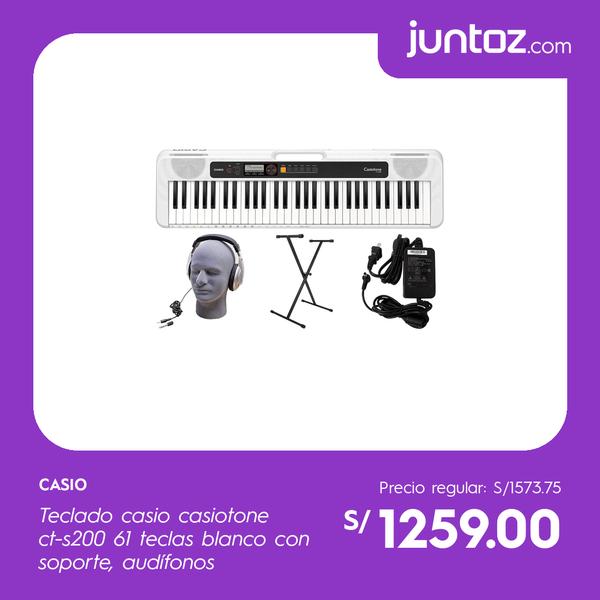 juntoz.com
CASIO
Precio regular: S/1573.75
Teclado casio casiotone
ct-s200 61 teclas blanco con
soporte, audífonos
S/ 1259.00